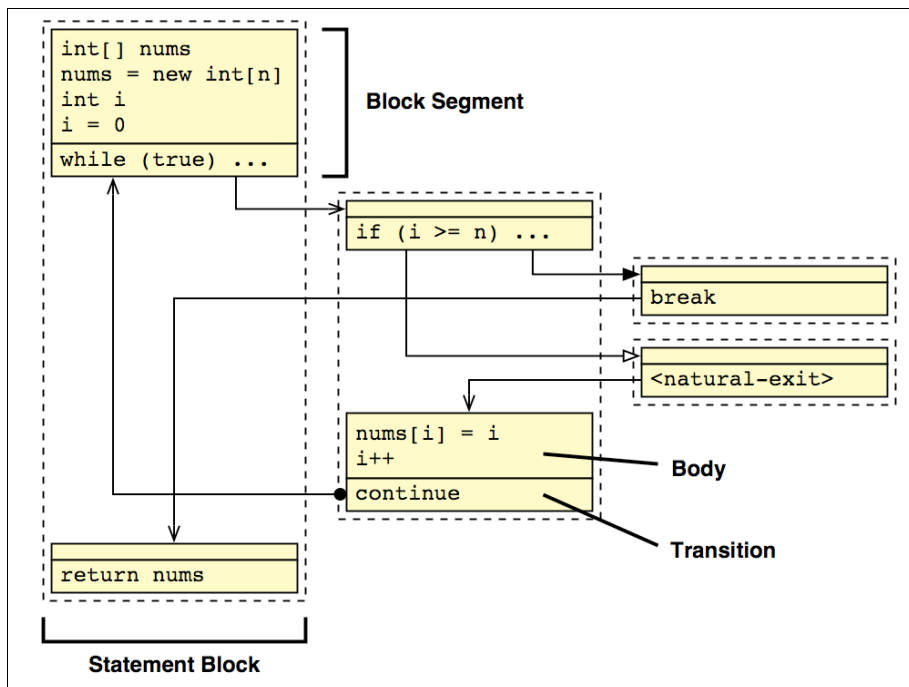 int[] nums
nums = new int[n]
int i
i = 0
while (true) ...
Block Segment
if (i >= n) ...
break
<natural-exit>
nums[i] = i
i++
continue
Body
Transition
return nums
Statement Block